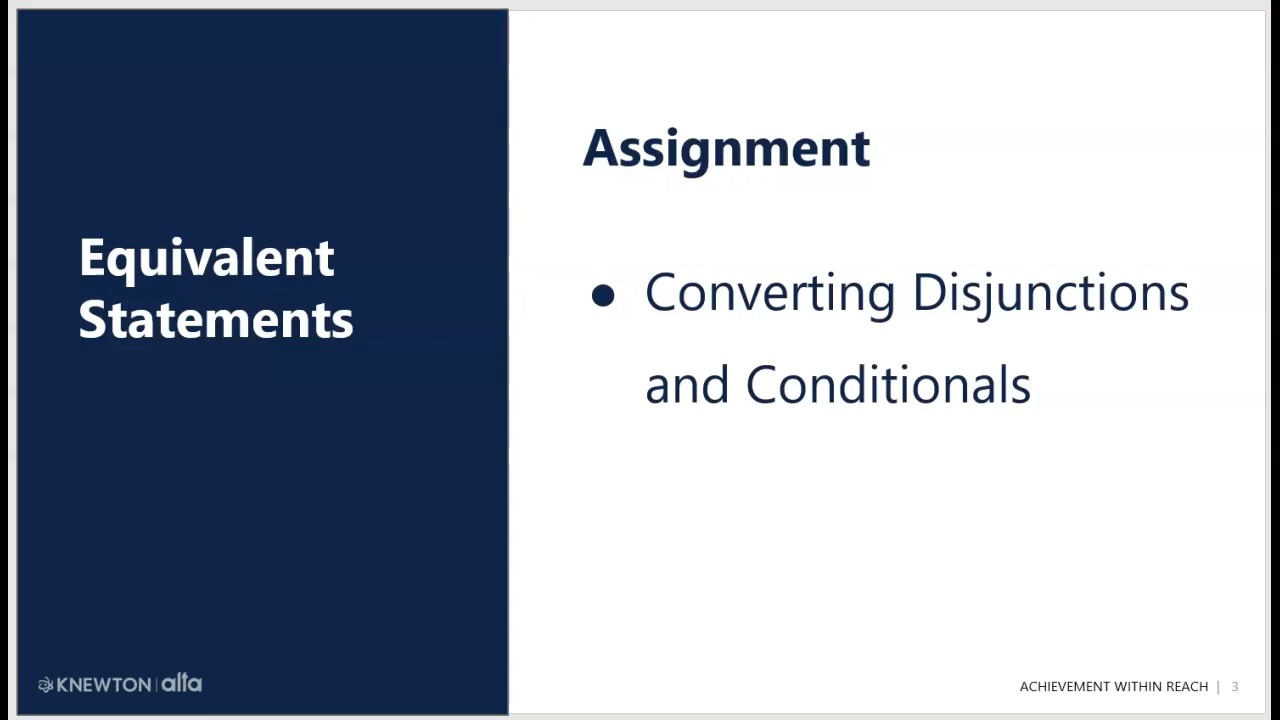 Equivalent
Statements
Assignment
● Converting Disjunctions
and Conditionals
KNEWTON | alta
ACHIEVEMENT WITHIN REACH | 3